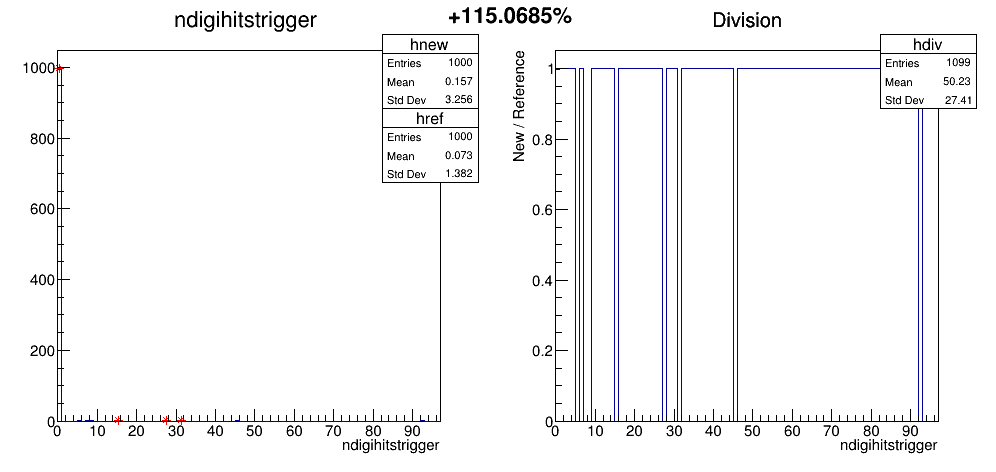 ndigihitstrigger
+115.0685%
Division
hnew
Entries 1000
Mean 0.157
Std Dev 3.256
href
Entries 1000
Mean 0.073
Std Dev 1.382
1000
800
600
400
200
0
0 10 20 30 40 50 60 70 80 90
ndigihitstrigger
hdiv
Entries 1099
Mean 50.23
Std Dev 27.41
New / Reference
1
0.8
0.6
0.4
0.2
0
0 10 20 30 40 50 60 70 80 90
ndigihitstrigger